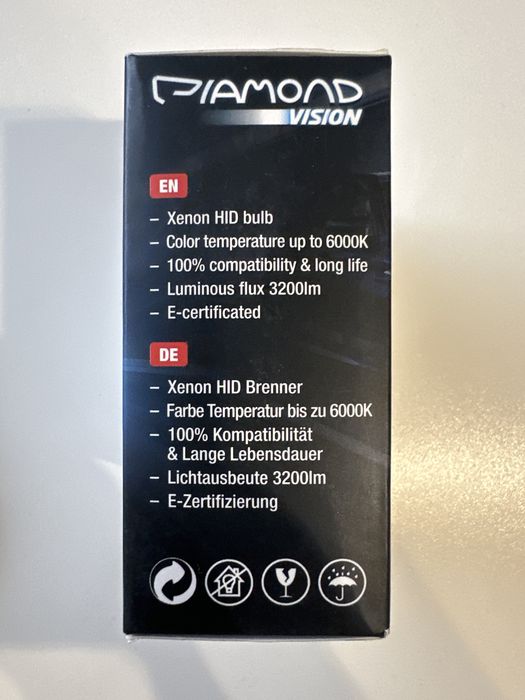 DIAMOND
VISION
EN
– Xenon HID bulb
– Color temperature up to 6000K
– 100% compatibility & long life
– Luminous flux 3200lm
– E-certificated
DE
– Xenon HID Brenner
– Farbe Temperatur bis zu 6000K
– 100% Kompatibilität
& Lange Lebensdauer
– Lichtausbeute 3200lm
– E-Zertifizierung